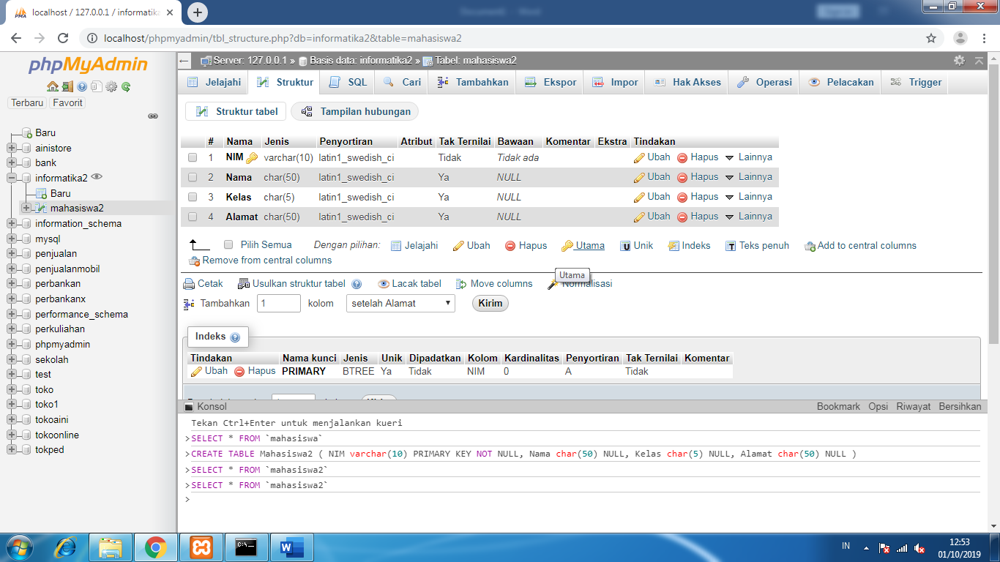 localhost / 127.0.0.1 / informatik
localhost/phpmyadmin/tbl_structure.php?db=informatika2&table=mahasiswa2
phpMyAdmin
Terbaru Favorit
Baru
ainistore
bank
informatika2
Baru
mahasiswa2
information_schema
mysql
penjualan
penjualanmobil
perbankan
perbankanx
performance_schema
perkuliahan
phpmyadmin
sekolah
test
toko
toko1
tokoaini
tokoonline
tokped
Server: 127.0.0.1 » Basis data: informatika2 » Tabel: mahasiswa2
Jelajahi Struktur SQL Cari Tambahkan Ekspor Impor Hak Akses Operasi Pelacakan Trigger
Struktur tabel Tampilan hubungan
# Nama Jenis Penyortiran Atribut Tak Ternilai Bawaan Komentar Ekstra Tindakan
1 NIM varchar(10) latin1_swedish_ci Tidak Tidak ada Ubah Hapus Lainnya
2 Nama char(50) latin1_swedish_ci Ya NULL Ubah Hapus Lainnya
3 Kelas char(5) latin1_swedish_ci Ya NULL Ubah Hapus Lainnya
4 Alamat char(50) latin1_swedish_ci Ya NULL Ubah Hapus Lainnya
Pilih Semua Dengan pilihan: Jelajahi Ubah Hapus Utama Unik Indeks Teks penuh Add to central columns
Remove from central columns
Utama
Cetak Usulkan struktur tabel Lacak tabel Move columns Normalisasi
Tambahkan 1 kolom setelah Alamat Kirim
Indeks
Tindakan Nama kunci Jenis Unik Dipadatkan Kolom Kardinalitas Penyortiran Tak Ternilai Komentar
Ubah Hapus PRIMARY BTREE Ya Tidak NIM 0 A Tidak
Konsol Bookmark Opsi Riwayat Bersihkan
Tekan Ctrl+Enter untuk menjalankan kueri
>SELECT * FROM `mahasiswa`
>CREATE TABLE Mahasiswa2 ( NIM varchar(10) PRIMARY KEY NOT NULL, Nama char(50) NULL, Kelas char(5) NULL, Alamat char(50) NULL )
>SELECT * FROM `mahasiswa2`
>SELECT * FROM `mahasiswa2`
>
IN 12:53
01/10/2019